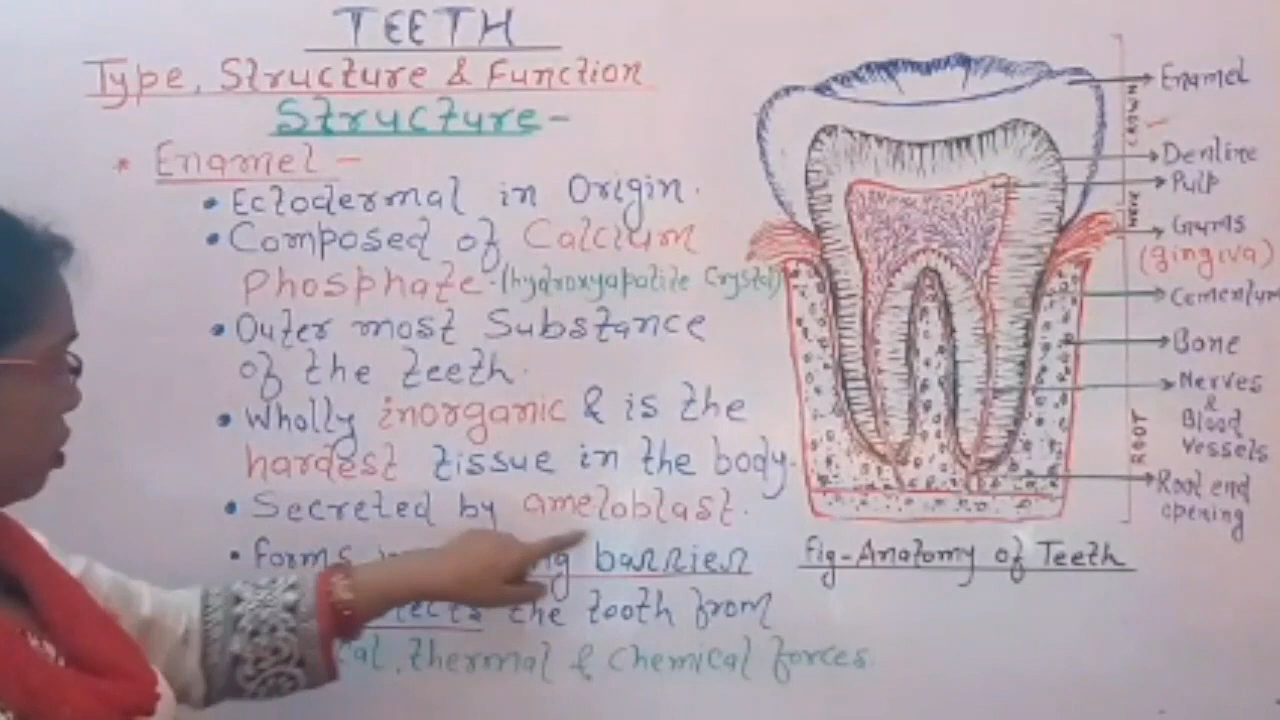 TEETH
Type, Structure & Function
Structure -
* Enamel -
• Ectodermal in Origin.
• Composed of Calcium
Phosphate - (hydroxyapatite Crystal)
• Outer most Substance
of the teeth.
• Wholly inorganic & is the
hardest tissue in the body.
• Secreted by ameloblast.
• Forms barrier
the tooth from
thermal & chemical forces.
Enamel
Dentine
Pulp
Gums
(gingiva)
Cementum
Bone
Nerves
&
Blood
Vessels
Root end
opening
CROWN
NECK
ROOT
Fig-Anatomy of Teeth